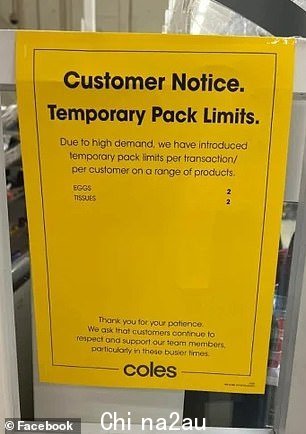 Customer Notice.
Temporary Pack Limits.
Due to high demand, we have introduced
temporary pack limits per transaction/
per customer on a range of products.
EGGS 2
TISSUES 2
Thank you for your patience.
We ask that customers continue to
respect and support our team members,
particularly in these busier times.
coles
© Facebook
Chi na2au